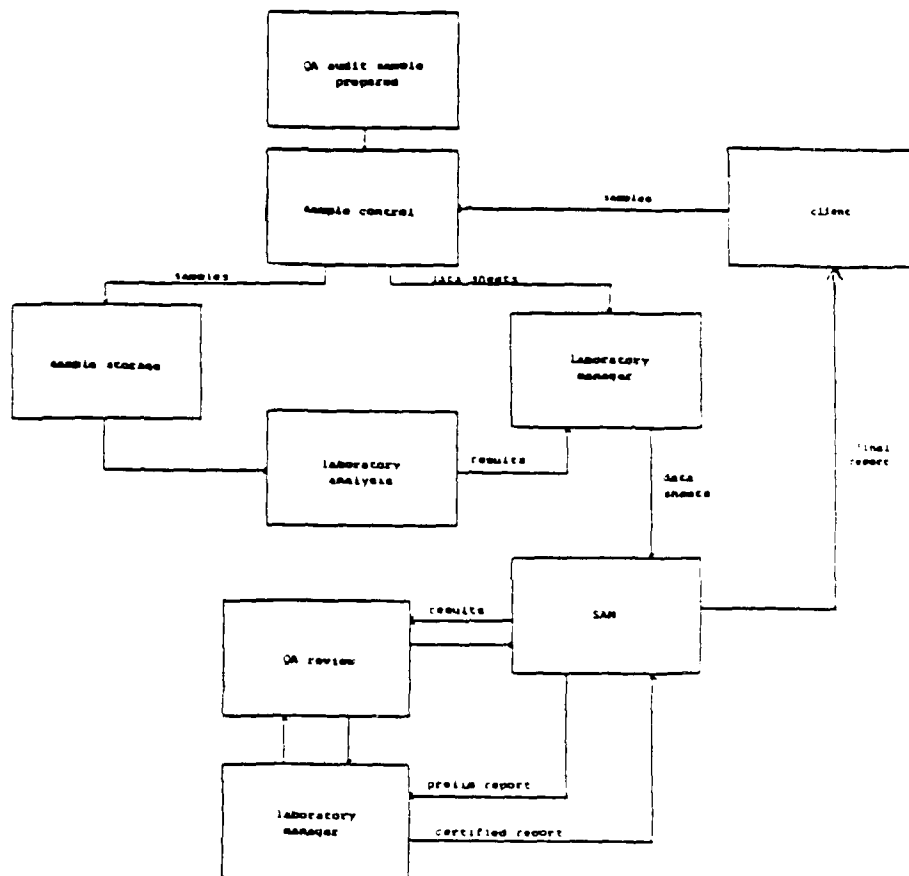 QA audit sample
prepared
sample control
samples
client
samples
data sheets
sample storage
laboratory
manager
laboratory
analysis
results
final
report
data
sheets
results
SAM
QA review
prelim report
laboratory
manager
certified report